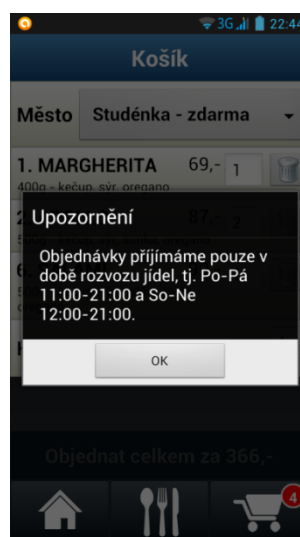 3G 22:44
Košík
Město Studénka - zdarma
1. MARGHERITA 69,- 1
400g - kečup, sýr, oregano
87,- 2
Upozornění
Objednávky příjímáme pouze v
době rozvozu jídel, tj. Po-Pá
11:00-21:00 a So-Ne
12:00-21:00.
OK
Objednat celkem za 366,-
4